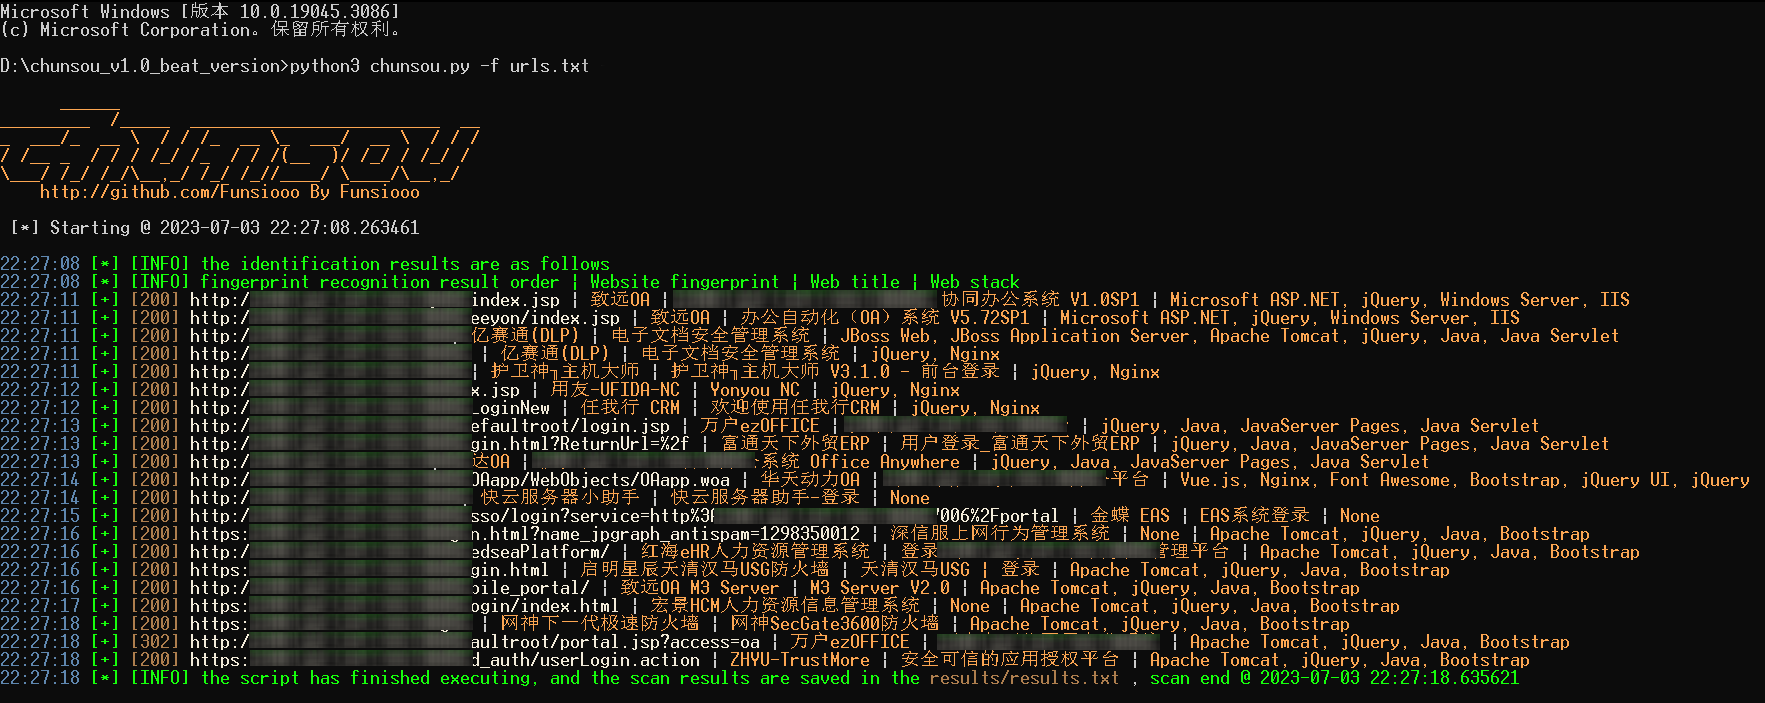 Microsoft Windows [版本 10.0.19045.3086]
(c) Microsoft Corporation。保留所有权利。
D:\chunsou_v1.0_beat_version>python3 chunsou.py -f urls.txt
chunsou
http://github.com/Funsiooo By Funsiooo
[*] Starting @ 2023-07-03 22:27:08.263461
22:27:08 [*] [INFO] the identification results are as follows
22:27:08 [*] [INFO] fingerprint recognition result order | Website fingerprint | Web title | Web stack
22:27:11 [+] [200] http:/ index.jsp | 致远OA | 协同办公系统 V1.0SP1 | Microsoft ASP.NET, jQuery, Windows Server, IIS
22:27:11 [+] [200] http:/ eeyon/index.jsp | 致远OA | 办公自动化（OA）系统 V5.72SP1 | Microsoft ASP.NET, jQuery, Windows Server, IIS
22:27:11 [+] [200] http:/ 亿赛通(DLP) | 电子文档安全管理系统 | JBoss Web, JBoss Application Server, Apache Tomcat, jQuery, Java, Java Servlet
22:27:11 [+] [200] http:/ | 亿赛通(DLP) | 电子文档安全管理系统 | jQuery, Nginx
22:27:11 [+] [200] http:/ | 护卫神╗主机大师 | 护卫神╗主机大师 V3.1.0 - 前台登录 | jQuery, Nginx
22:27:12 [+] [200] http:/ x.jsp | 用友-UFIDA-NC | Yonyou NC | jQuery, Nginx
22:27:12 [+] [200] http:/ LoginNew | 任我行 CRM | 欢迎使用任我行CRM | jQuery, Nginx
22:27:13 [+] [200] http:/ efaultroot/login.jsp | 万户ezOFFICE | | jQuery, Java, JavaServer Pages, Java Servlet
22:27:13 [+] [200] http:/ gin.html?ReturnUrl=%2f | 富通天下外贸ERP | 用户登录_富通天下外贸ERP | jQuery, Java, JavaServer Pages, Java Servlet
22:27:13 [+] [200] http:/ 达OA | 系统 Office Anywhere | jQuery, Java, JavaServer Pages, Java Servlet
22:27:14 [+] [200] http:/ OAapp/WebObjects/OAapp.woa | 华天动力OA | 平台 | Vue.js, Nginx, Font Awesome, Bootstrap, jQuery UI, jQuery
22:27:14 [+] [200] http:/ 快云服务器小助手 | 快云服务器助手-登录 | None
22:27:15 [+] [200] http:/ sso/login?service=http%3 006%2Fportal | 金蝶 EAS | EAS系统登录 | None
22:27:16 [+] [200] https: n.html?name_jpgraph_antispam=1298350012 | 深信服上网行为管理系统 | None | Apache Tomcat, jQuery, Java, Bootstrap
22:27:16 [+] [200] http:/ edseaPlatform/ | 红海eHR人力资源管理系统 | 登录 管理平台 | Apache Tomcat, jQuery, Java, Bootstrap
22:27:16 [+] [200] https: gin.html | 启明星辰天清汉马USG防火墙 | 天清汉马USG | 登录 | Apache Tomcat, jQuery, Java, Bootstrap
22:27:16 [+] [200] http:/ bile_portal/ | 致远OA M3 Server | M3 Server V2.0 | Apache Tomcat, jQuery, Java, Bootstrap
22:27:17 [+] [200] https: ogin/index.html | 宏景HCM人力资源信息管理系统 | None | Apache Tomcat, jQuery, Java, Bootstrap
22:27:18 [+] [200] https: | 网神下一代极速防火墙 | 网神SecGate3600防火墙 | Apache Tomcat, jQuery, Java, Bootstrap
22:27:18 [+] [302] http:/ aultroot/portal.jsp?access=oa | 万户ezOFFICE | | Apache Tomcat, jQuery, Java, Bootstrap
22:27:18 [+] [200] https: d_auth/userLogin.action | ZHYU-TrustMore | 安全可信的应用授权平台 | Apache Tomcat, jQuery, Java, Bootstrap
22:27:18 [*] [INFO] the script has finished executing, and the scan results are saved in the results/results.txt , scan end @ 2023-07-03 22:27:18.635621